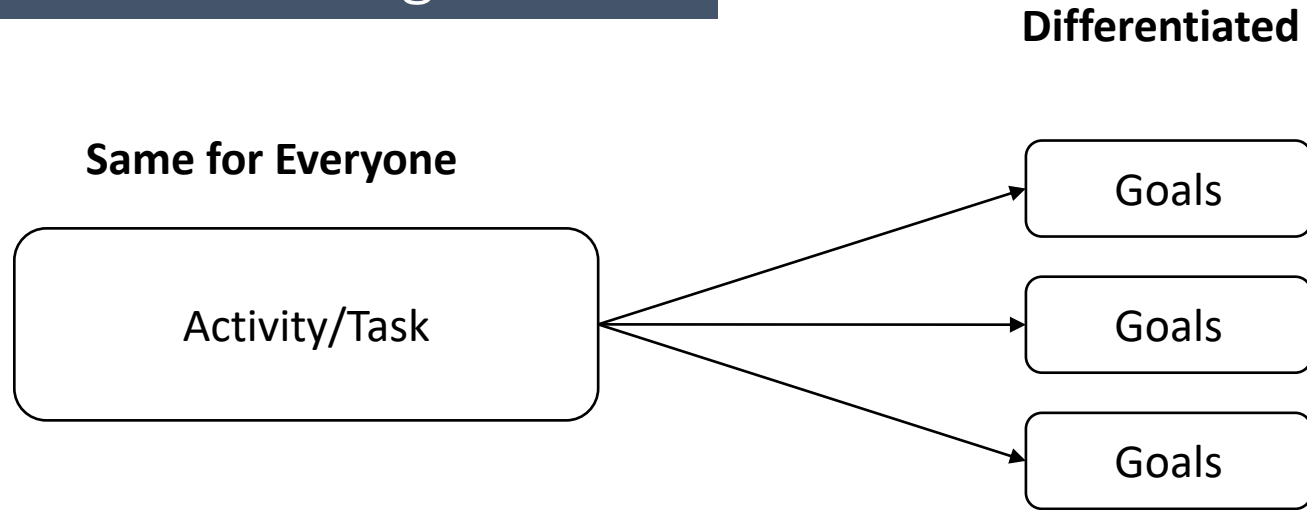 Differentiated
Same for Everyone
Goals
Activity/Task
Goals
Goals